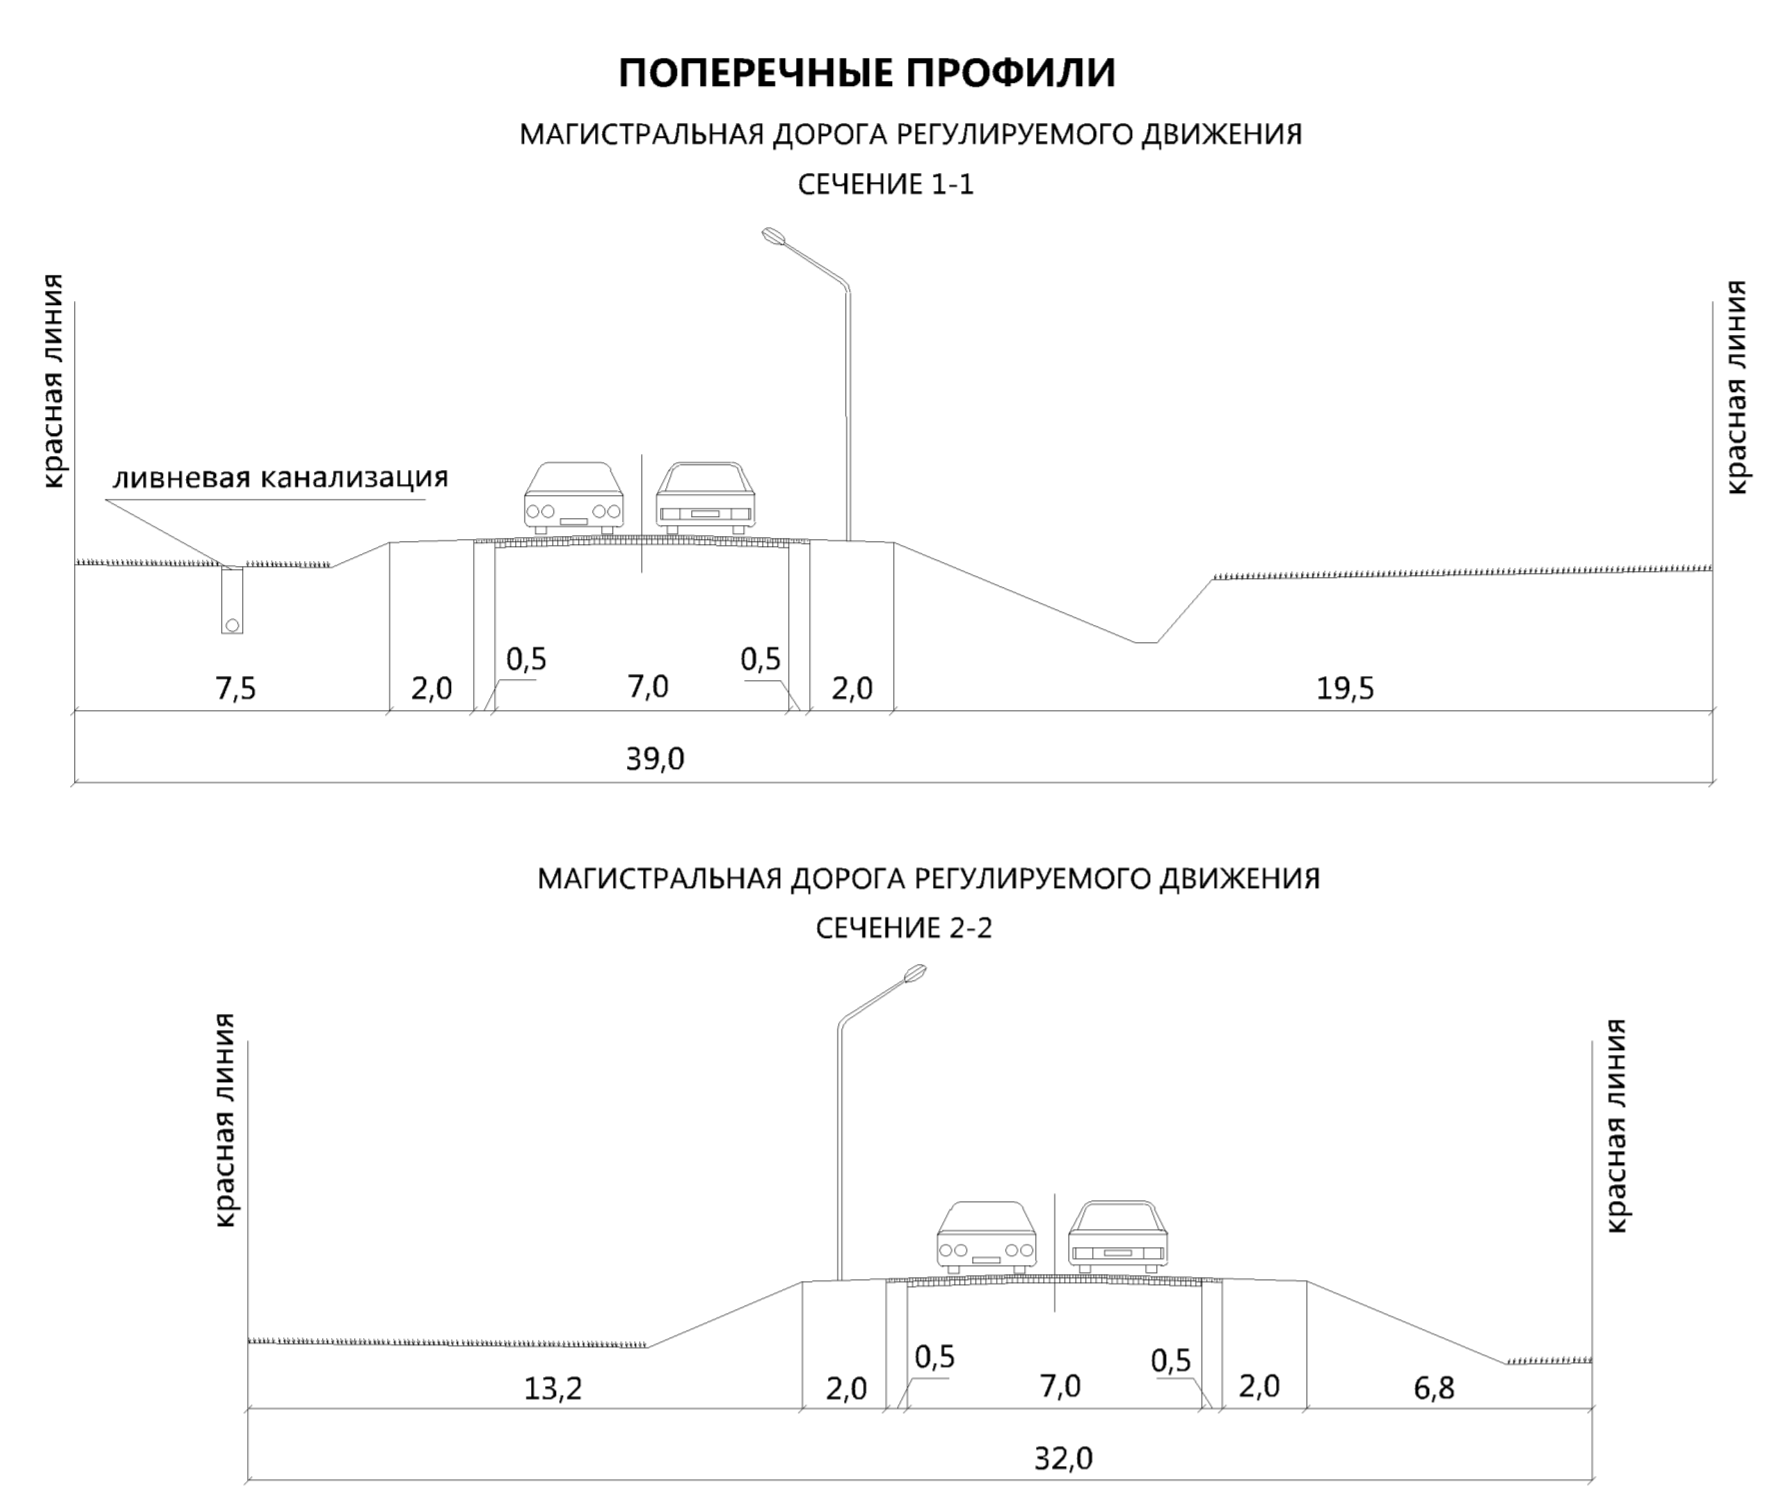 ПОПЕРЕЧНЫЕ ПРОФИЛИ
МАГИСТРАЛЬНАЯ ДОРОГА РЕГУЛИРУЕМОГО ДВИЖЕНИЯ
СЕЧЕНИЕ 1-1
красная линия
красная линия
ливневая канализация
7,5
2,0
0,5
7,0
0,5
2,0
19,5
39,0
МАГИСТРАЛЬНАЯ ДОРОГА РЕГУЛИРУЕМОГО ДВИЖЕНИЯ
СЕЧЕНИЕ 2-2
красная линия
красная линия
13,2
2,0
0,5
7,0
0,5
2,0
6,8
32,0